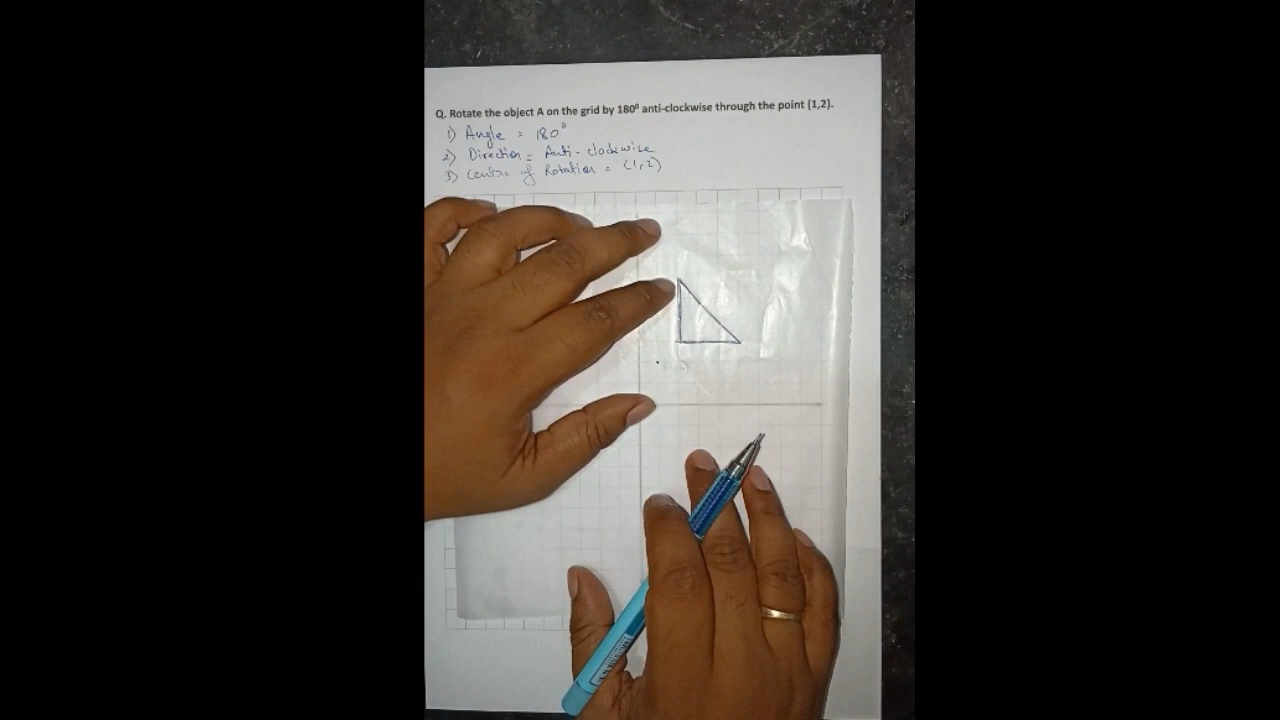 Q. Rotate the object A on the grid by 180⁰ anti-clockwise through the point (1,2).
1) Angle = 180°
2) Direction = Anti-clockwise
3) Centre of Rotation = (1,2)